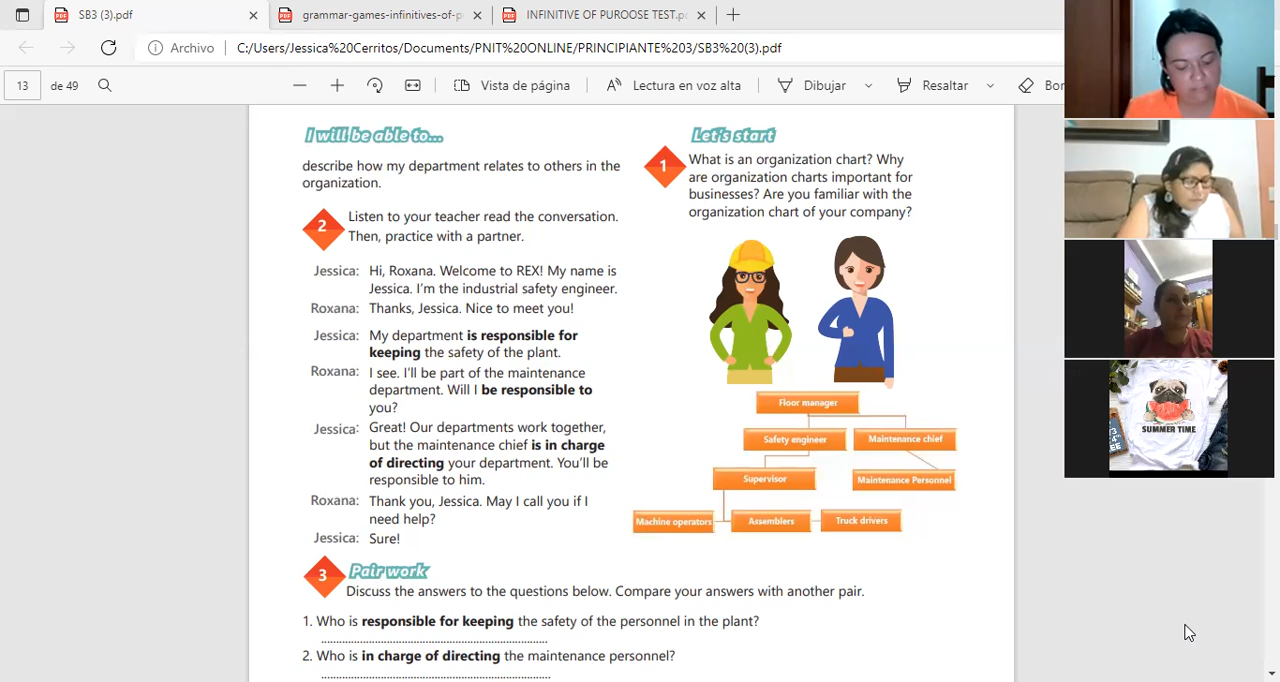 SB3 (3).pdf
grammar-games-infinitives-of-p
INFINITIVE OF PUROOSE TEST.pd
Archivo
C:/Users/Jessica%20Cerritos/Documents/PNIT%20ONLINE/PRINCIPIANTE%203/SB3%20(3).pdf
13 de 49
Vista de página
Lectura en voz alta
Dibujar
Resaltar
Bor
I will be able to...
describe how my department relates to others in the
organization.
2
Listen to your teacher read the conversation.
Then, practice with a partner.
Jessica: Hi, Roxana. Welcome to REX! My name is
Jessica. I'm the industrial safety engineer.
Roxana: Thanks, Jessica. Nice to meet you!
Jessica: My department is responsible for
keeping the safety of the plant.
Roxana: I see. I'll be part of the maintenance
department. Will I be responsible to
you?
Jessica: Great! Our departments work together,
but the maintenance chief is in charge
of directing your department. You'll be
responsible to him.
Roxana: Thank you, Jessica. May I call you if I
need help?
Jessica: Sure!
Let's start
1
What is an organization chart? Why
are organization charts important for
businesses? Are you familiar with the
organization chart of your company?
Floor manager
Safety engineer
Maintenance chief
Supervisor
Maintenance Personnel
Machine operators
Assemblers
Truck drivers
3
Pair work
Discuss the answers to the questions below. Compare your answers with another pair.
1. Who is responsible for keeping the safety of the personnel in the plant?
2. Who is in charge of directing the maintenance personnel?
SUMMER TIME